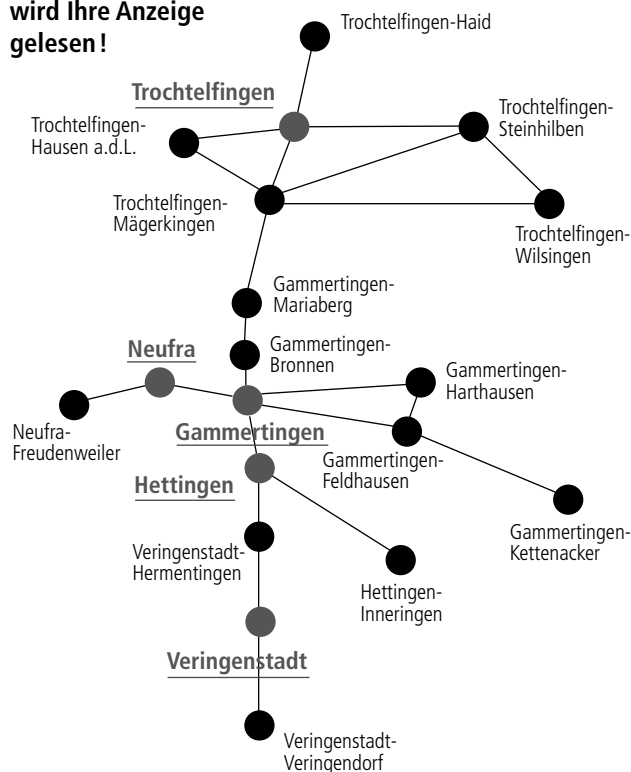 wird Ihre Anzeige
gelesen !
Trochtelfingen-Haid
Trochtelfingen
Trochtelfingen-
Steinhilben
Trochtelfingen-
Hausen a.d.L.
Trochtelfingen-
Mägerkingen
Trochtelfingen-
Wilsingen
Gammertingen-
Mariaberg
Gammertingen-
Bronnen
Neufra
Gammertingen-
Harthausen
Neufra-
Freudenweiler
Gammertingen
Gammertingen-
Feldhausen
Hettingen
Gammertingen-
Kettenacker
Veringenstadt-
Hermentingen
Hettingen-
Inneringen
Veringenstadt
Veringenstadt-
Veringendorf